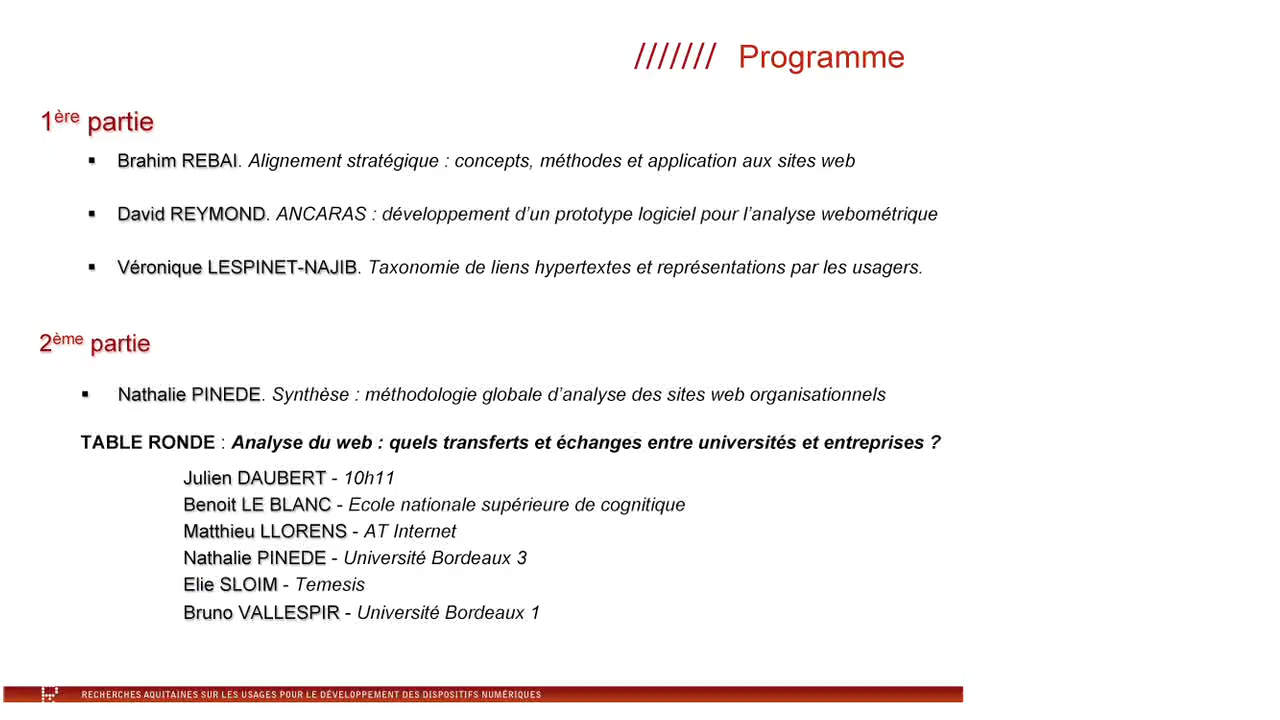 /////// Programme
1ère partie
▪ Brahim REBAI. Alignement stratégique : concepts, méthodes et application aux sites web
▪ David REYMOND. ANCARAS : développement d’un prototype logiciel pour l’analyse webométrique
▪ Véronique LESPINET-NAJIB. Taxonomie de liens hypertextes et représentations par les usagers.
2ème partie
▪ Nathalie PINEDE. Synthèse : méthodologie globale d’analyse des sites web organisationnels
TABLE RONDE : Analyse du web : quels transferts et échanges entre universités et entreprises ?
Julien DAUBERT - 10h11
Benoit LE BLANC - Ecole nationale supérieure de cognitique
Matthieu LLORENS - AT Internet
Nathalie PINEDE - Université Bordeaux 3
Elie SLOIM - Temesis
Bruno VALLESPIR - Université Bordeaux 1
RECHERCHES AQUITAINES SUR LES USAGES POUR LE DÉVELOPPEMENT DES DISPOSITIFS NUMÉRIQUES